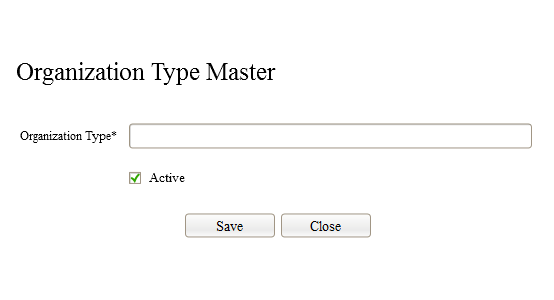 Organization Type Master
Organization Type*
Active
Save Close